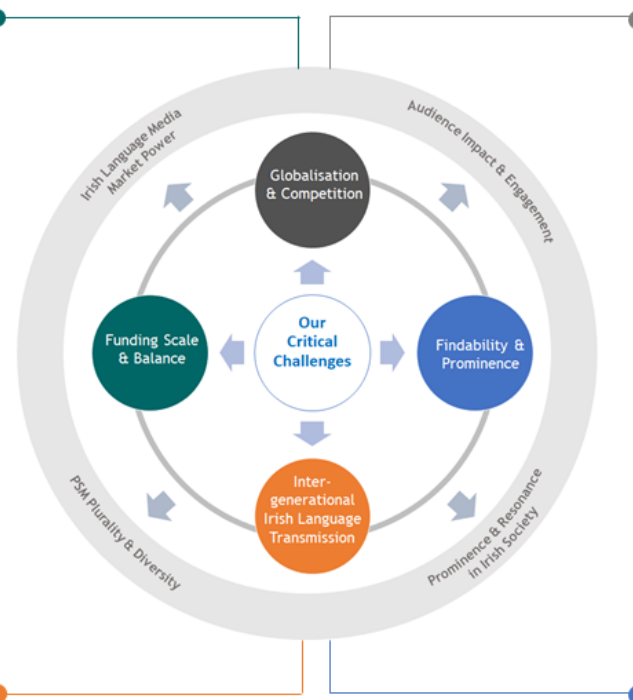 Irish Language Media
Market Power
Audience Impact & Engagement
Globalisation
& Competition
Funding Scale
& Balance
Our
Critical
Challenges
Findability &
Prominence
Inter-
generational
Irish Language
Transmission
PSM Plurality & Diversity
Prominence & Resonance
in Irish Society